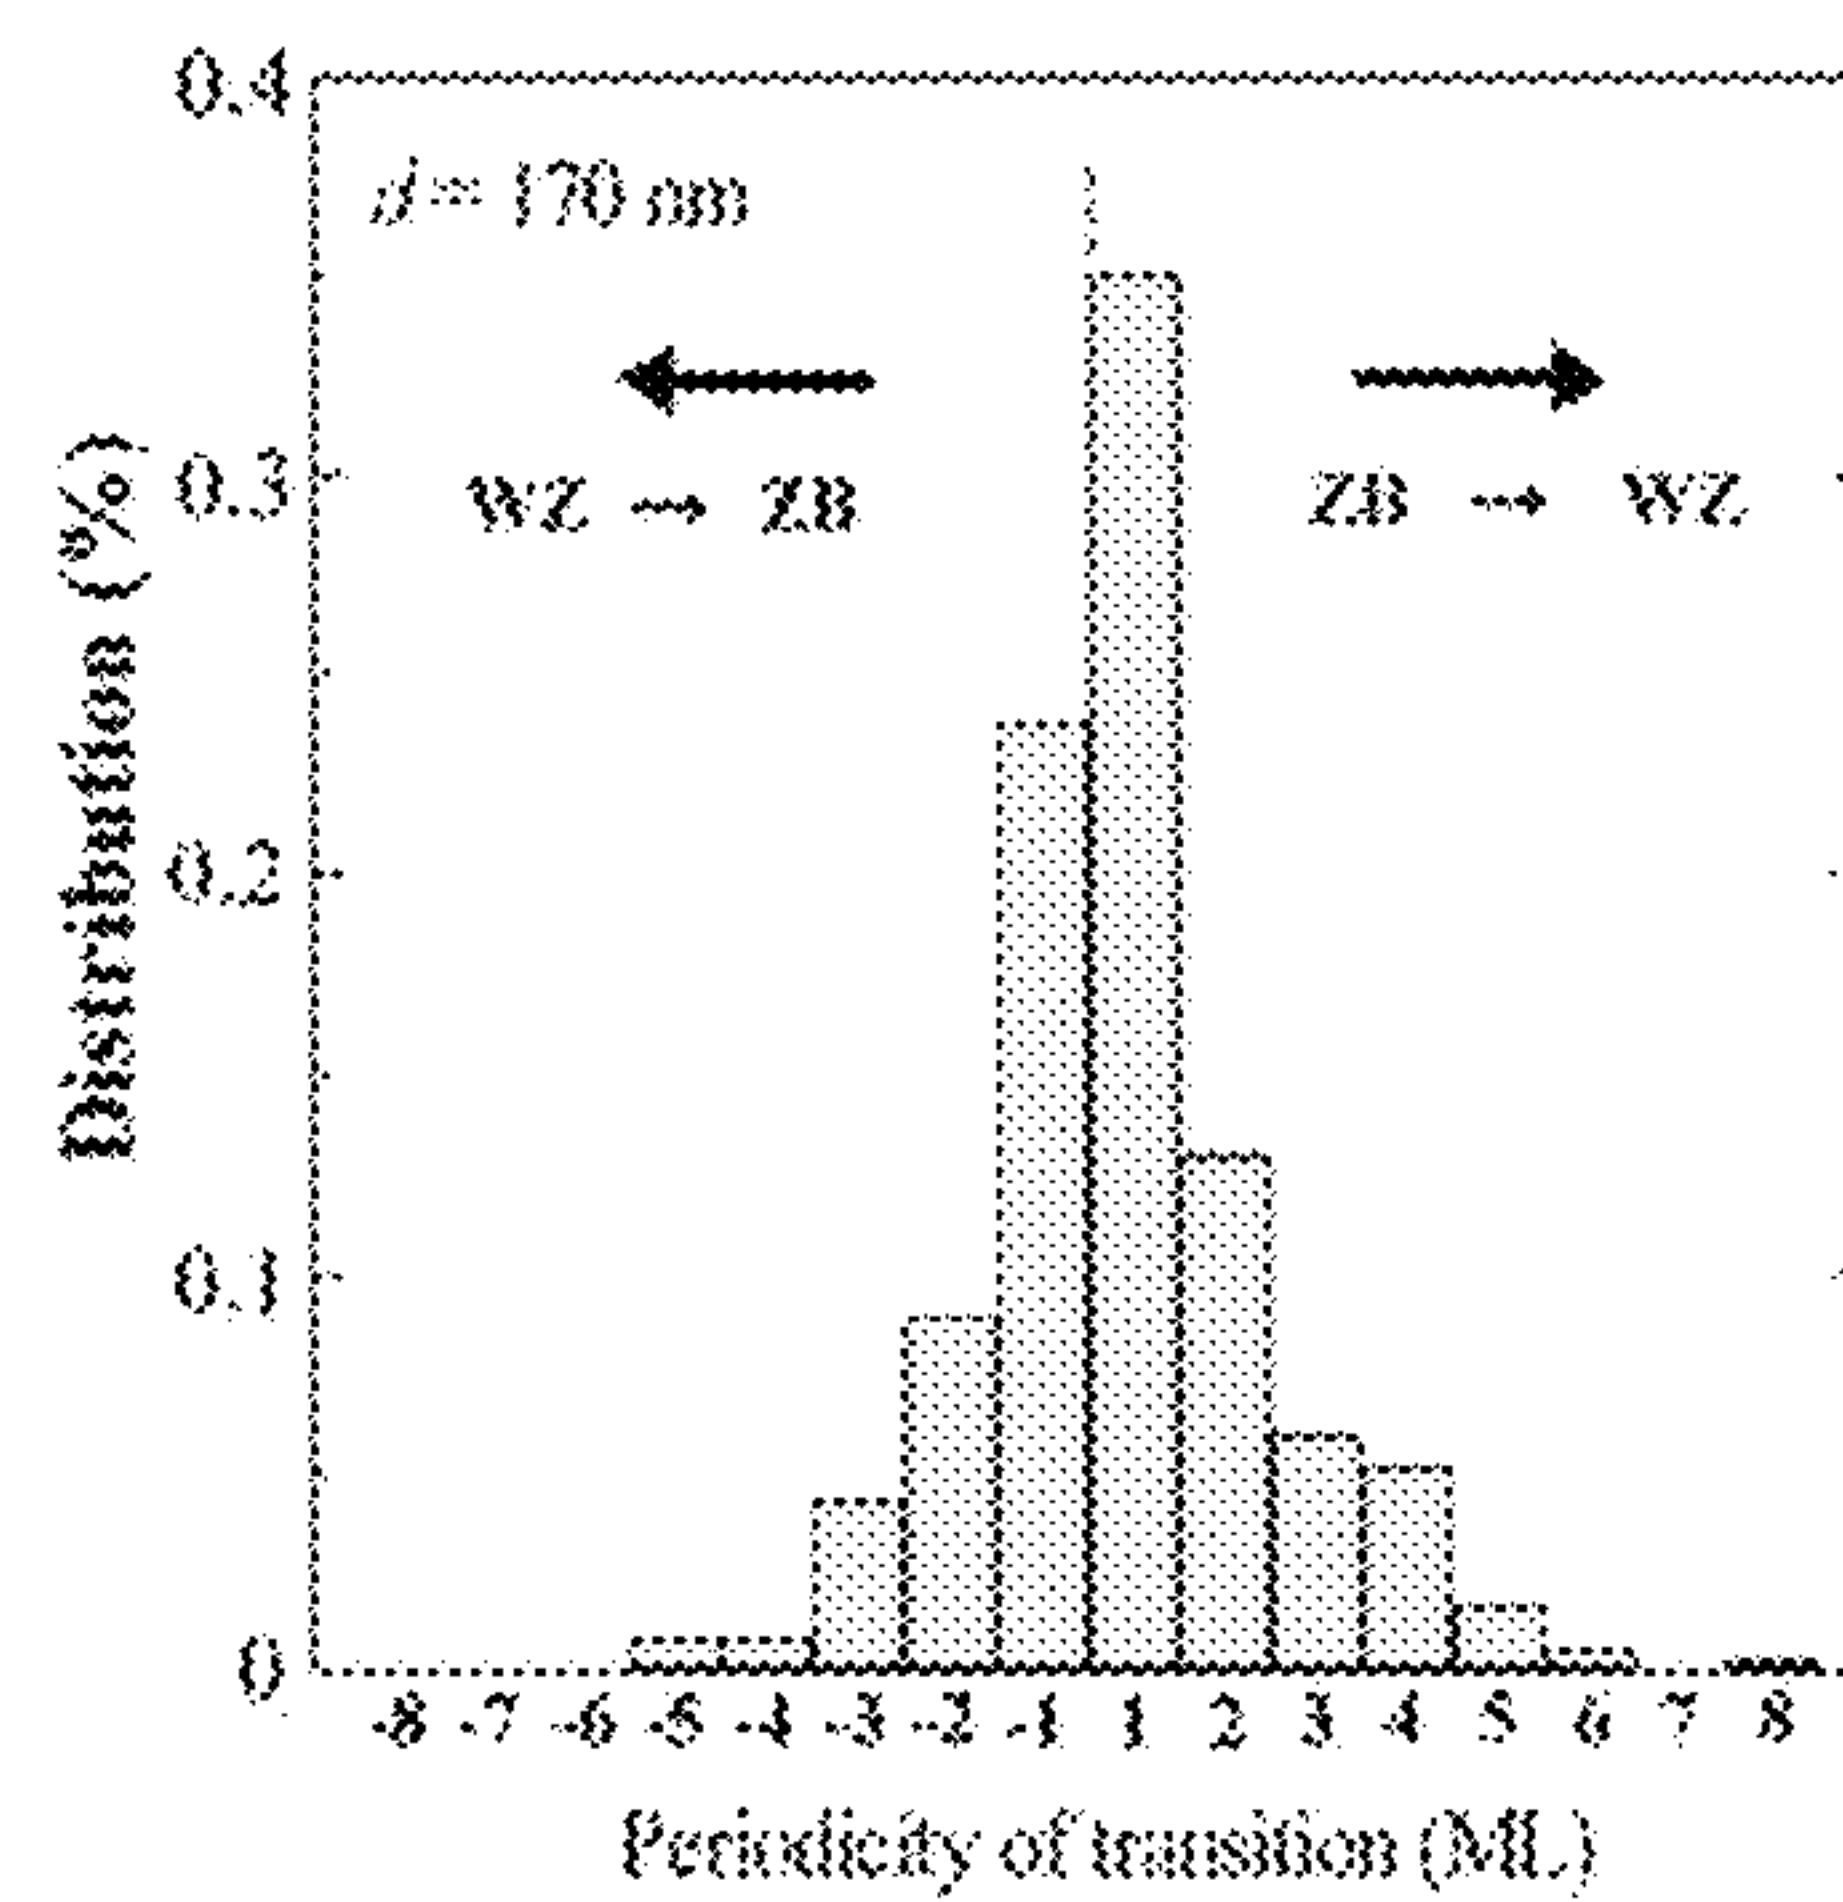 0.4
d = 170 nm
0.3
WZ → ZB
ZB → WZ
Distribution (%)
0.2
0.1
0
-8 -7 -6 -5 -4 -3 -2 -1 1 2 3 4 5 6 7 8
Periodicity of transition (ML)